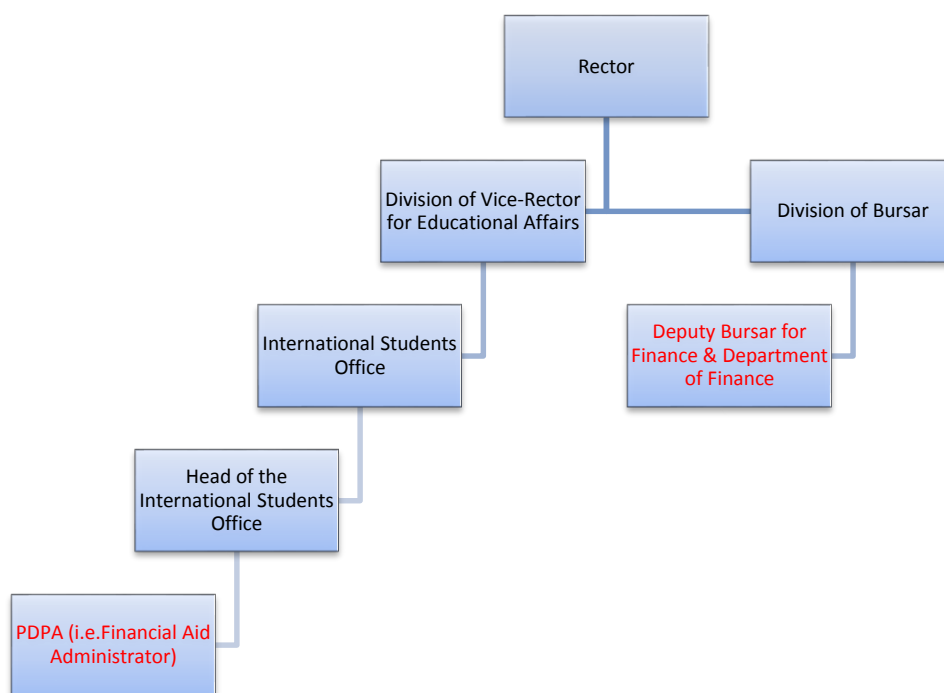 Rector
Division of Vice-Rector
for Educational Affairs
Division of Bursar
International Students
Office
Deputy Bursar for
Finance & Department
of Finance
Head of the
International Students
Office
PDPA (i.e.Financial Aid
Administrator)